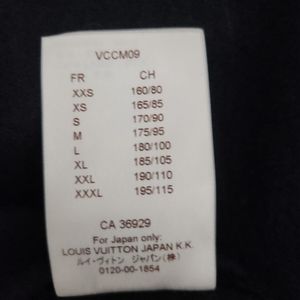 VCCM09
FR CH
XXS 160/80
XS 165/85
S 170/90
M 175/95
L 180/100
XL 185/105
XXL 190/110
XXXL 195/115
CA 36929
For Japan only:
LOUIS VUITTON JAPAN K.K.
ルイ・ヴィトン ジャパン(株)
0120-00-1854